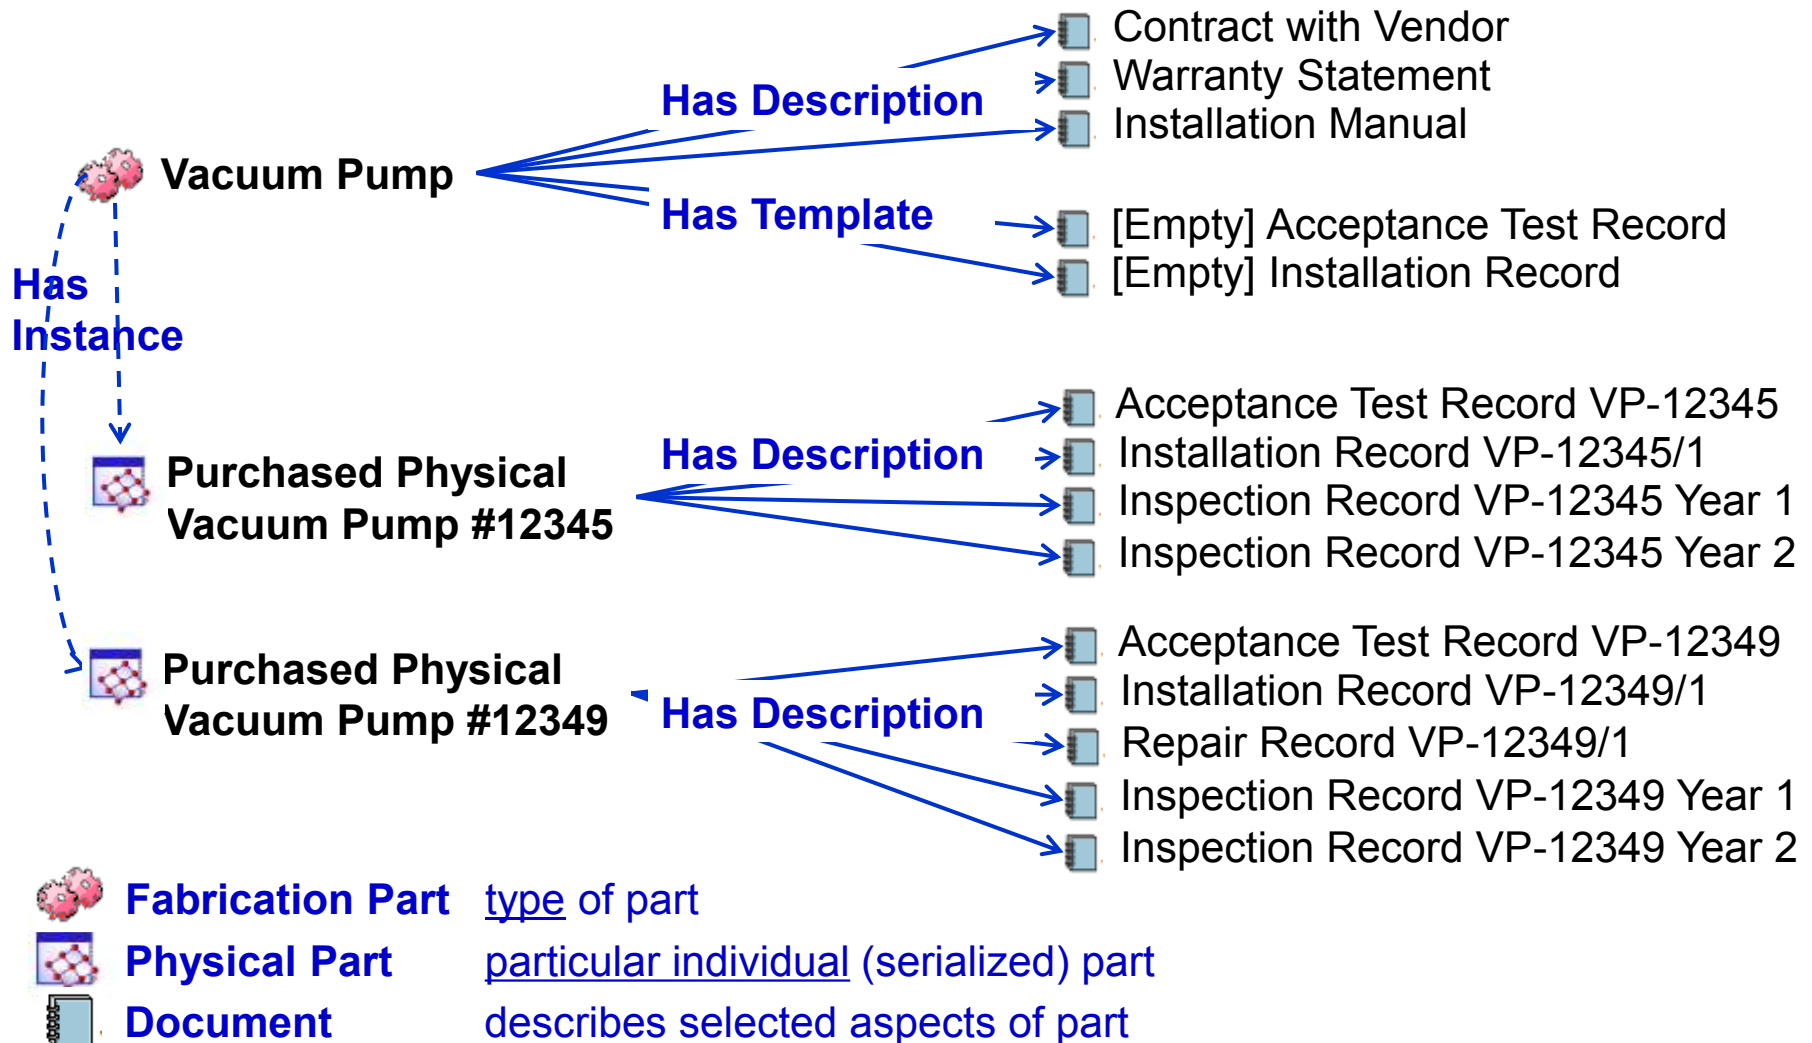 Contract with Vendor
Warranty Statement
Has Description
Installation Manual
Vacuum Pump
Has Template
[Empty] Acceptance Test Record
[Empty] Installation Record
Has
Instance
Acceptance Test Record VP-12345
Has Description
Installation Record VP-12345/1
Purchased Physical
Vacuum Pump #12345
Inspection Record VP-12345 Year 1
Inspection Record VP-12345 Year 2
Acceptance Test Record VP-12349
Purchased Physical
Vacuum Pump #12349
Installation Record VP-12349/1
Has Description
Repair Record VP-12349/1
Inspection Record VP-12349 Year 1
Inspection Record VP-12349 Year 2
Fabrication Part type of part
Physical Part particular individual (serialized) part
Document describes selected aspects of part